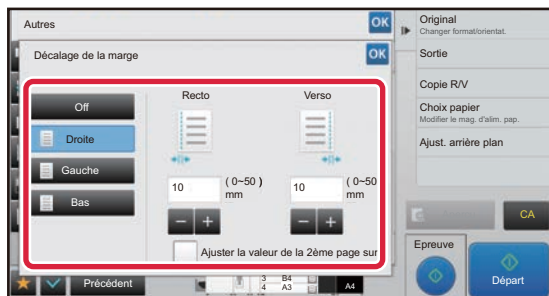 Autres
OK
Décalage de la marge
OK
Off
Droite
Gauche
Bas
Recto
Verso
10
( 0~50 )
mm
10
( 0~50
mm
Ajuster la valeur de la 2ème page sur
Précédent
3 B4
4 A3
A4
Original
Changer format/orientat.
Sortie
Copie R/V
Choix papier
Modifier le mag. d'alim. pap.
Ajust. arrière plan
CA
Epreuve
Départ